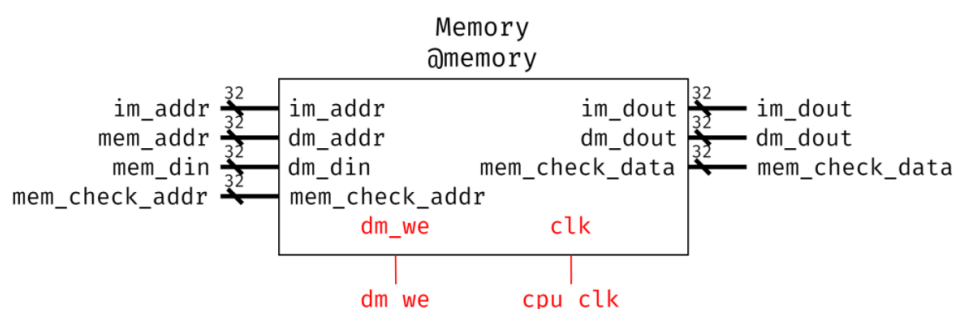 Memory
@memory
32 32
im_addr im_addr im_dout im_dout
32 32
mem_addr dm_addr dm_dout dm_dout
32 32
mem_din dm_din mem_check_data mem_check_data
32
mem_check_addr mem_check_addr
dm_we clk
dm_we cpu_clk